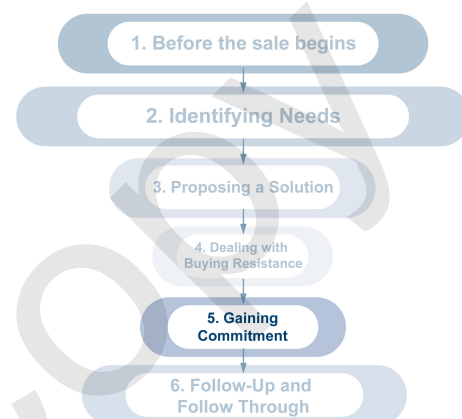 1. Before the sale begins
2. Identifying Needs
3. Proposing a Solution
4. Dealing with
Buying Resistance
5. Gaining
Commitment
6. Follow-Up and
Follow Through
opy